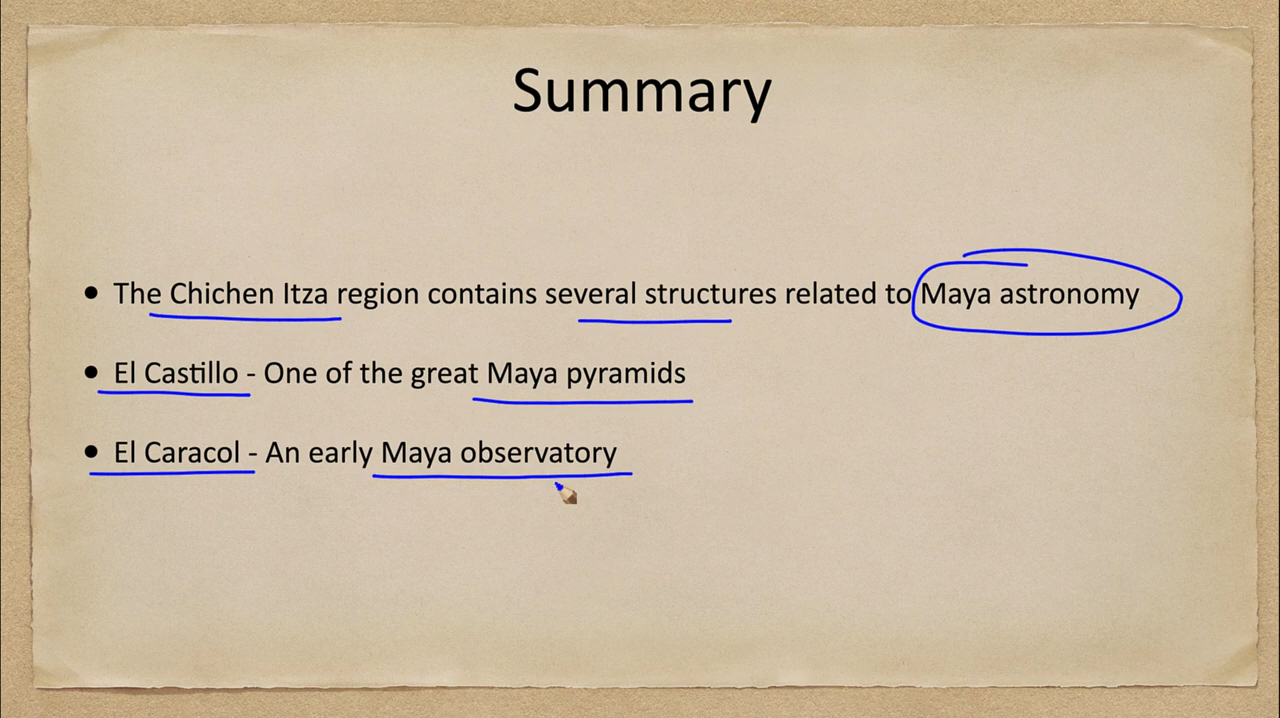 Summary
• The Chichen Itza region contains several structures related to Maya astronomy
• El Castillo - One of the great Maya pyramids
• El Caracol - An early Maya observatory